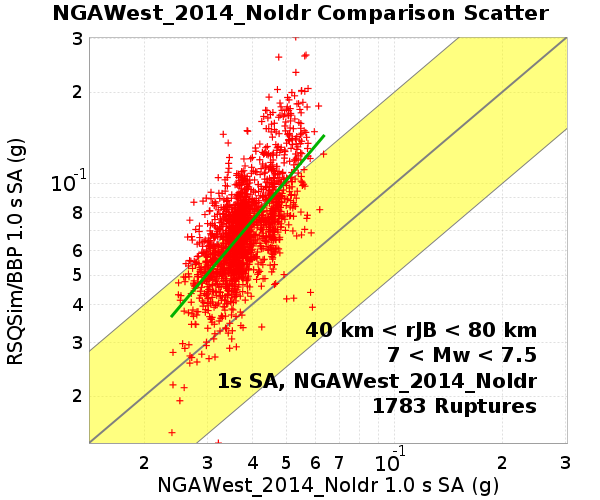 NGAWest_2014_NoIdr Comparison Scatter
RSQSim/BBP 1.0 s SA (g)
3
2
10-1
8
6
5
4
3
2
40 km < rJB < 80 km
7 < Mw < 7.5
1s SA, NGAWest_2014_NoIdr
1783 Ruptures
2 3 4 5 6 7 10-1 2 3
NGAWest_2014_NoIdr 1.0 s SA (g)